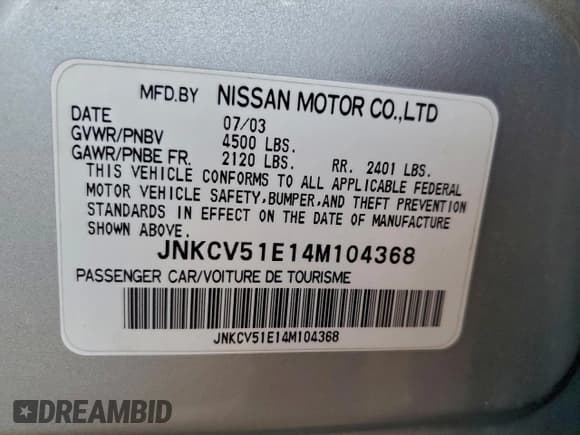 MFD.BY NISSAN MOTOR CO.,LTD
DATE 07/03
GVWR/PNBV 4500 LBS.
GAWR/PNBE FR. 2120 LBS. RR. 2401 LBS.
THIS VEHICLE CONFORMS TO ALL APPLICABLE FEDERAL
MOTOR VEHICLE SAFETY,BUMPER,AND THEFT PREVENTION
STANDARDS IN EFFECT ON THE DATE OF MANUFACTURE
SHOWN ABOVE.
JNKCV51E14M104368
PASSENGER CAR/VOITURE DE TOURISME
JNKCV51E14M104368
DREAMBID